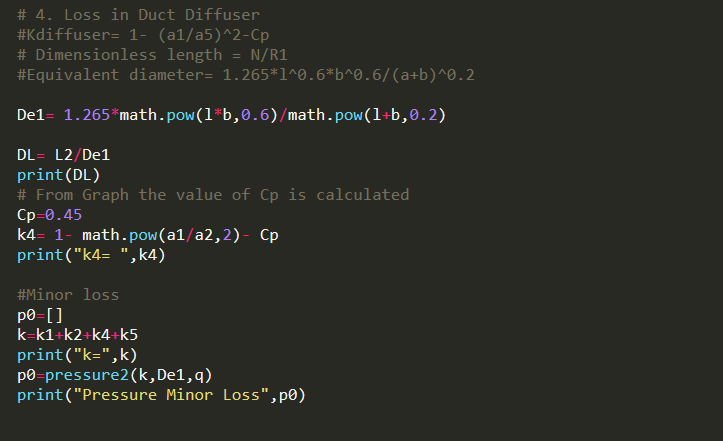 # 4. Loss in Duct Diffuser
#Kdiffuser= 1- (a1/a5)^2-Cp
# Dimensionless length = N/R1
#Equivalent diameter= 1.265*l^0.6*b^0.6/(a+b)^0.2
De1= 1.265*math.pow(l*b,0.6)/math.pow(l+b,0.2)
DL= L2/De1
print(DL)
# From Graph the value of Cp is calculated
Cp=0.45
k4= 1- math.pow(a1/a2,2)- Cp
print("k4= ",k4)
#Minor loss
p0=[]
k=k1+k2+k4+k5
print("k=",k)
p0=pressure2(k,De1,q)
print("Pressure Minor Loss",p0)